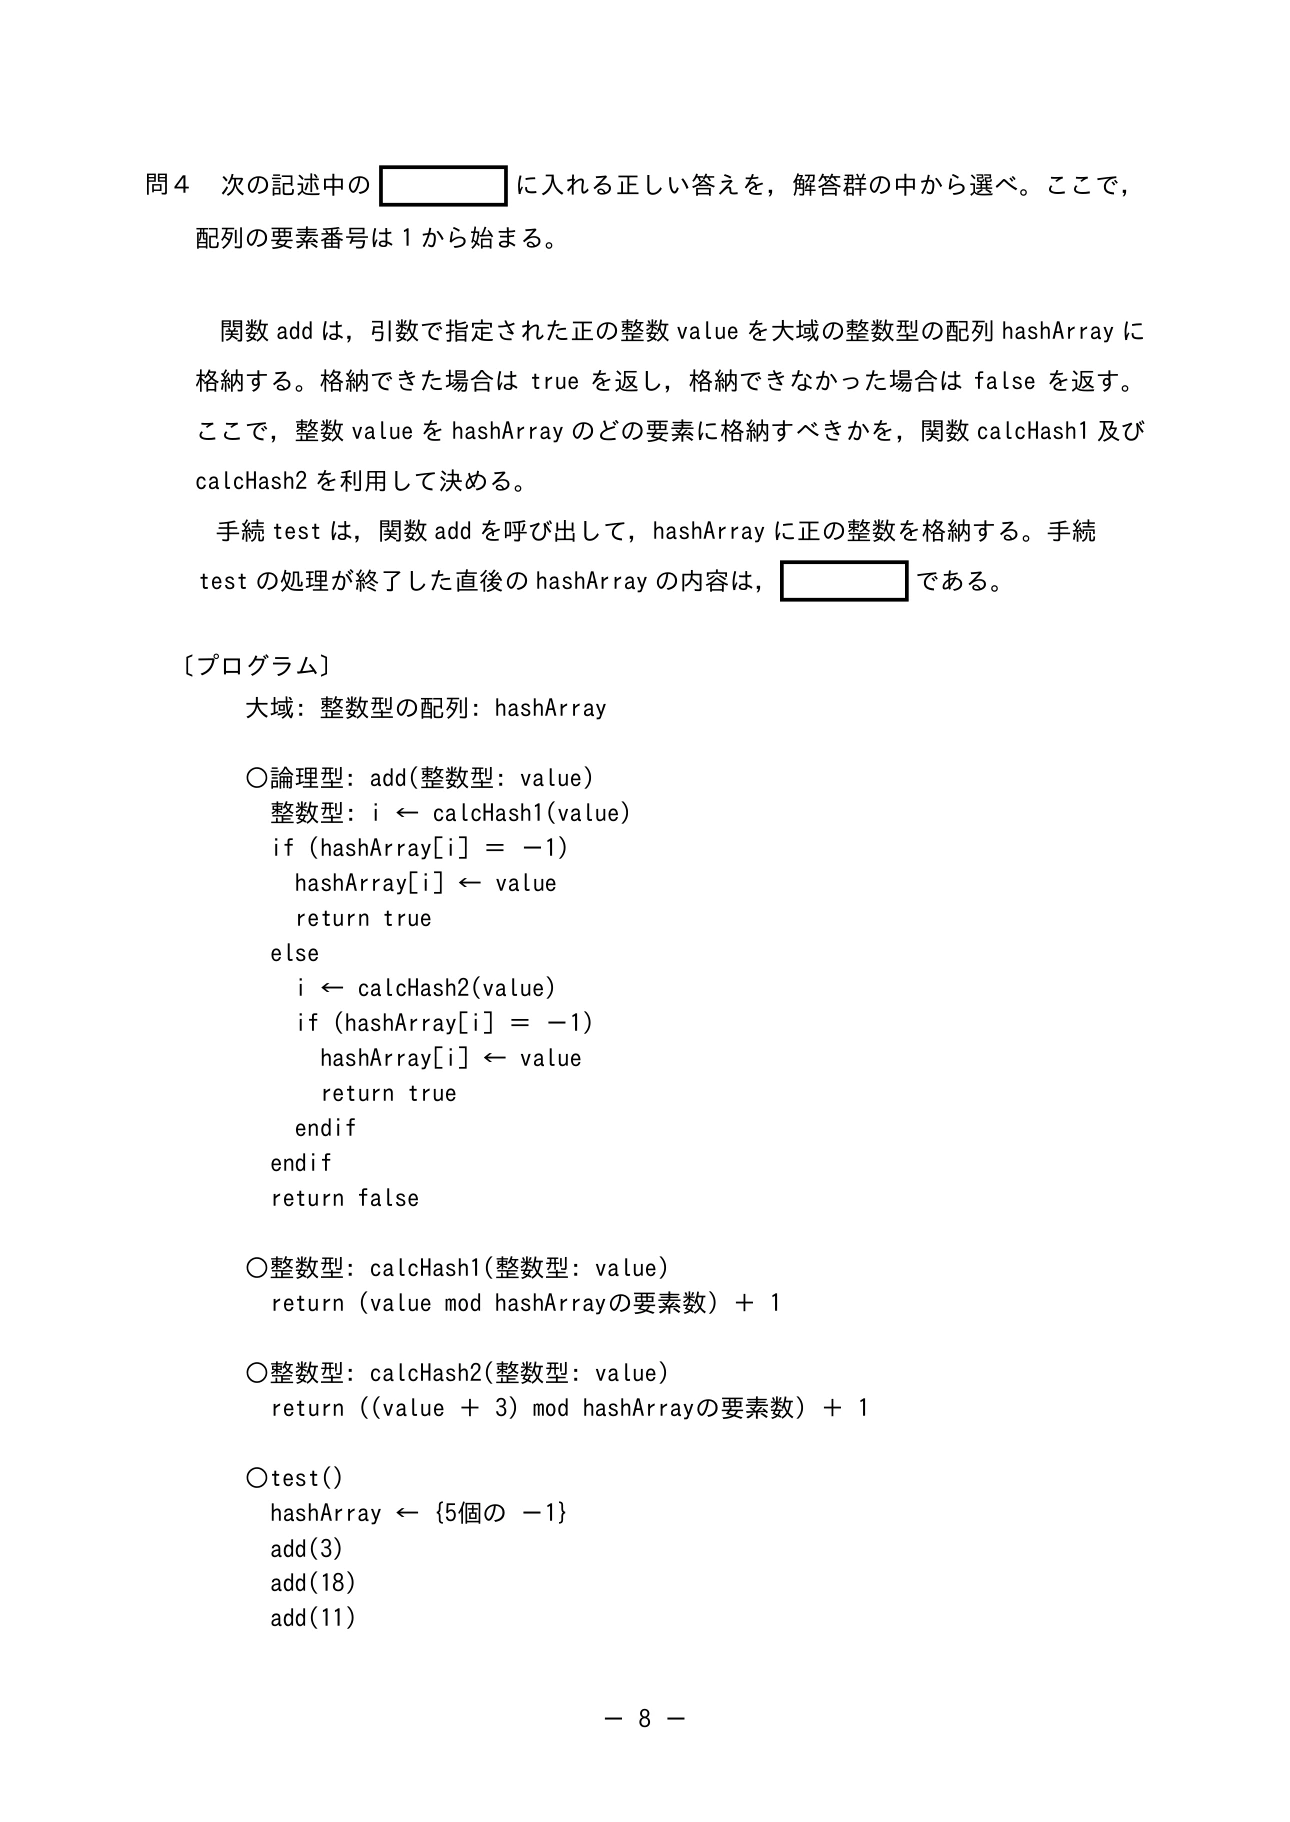 問４　次の記述中の　　　に入れる正しい答えを，解答群の中から選べ。ここで，
配列の要素番号は 1 から始まる。
関数 add は，引数で指定された正の整数 value を大域の整数型の配列 hashArray に
格納する。格納できた場合は true を返し，格納できなかった場合は false を返す。
ここで，整数 value を hashArray のどの要素に格納すべきかを，関数 calcHash1 及び
calcHash2 を利用して決める。
手続 test は，関数 add を呼び出して，hashArray に正の整数を格納する。手続
test の処理が終了した直後の hashArray の内容は，　　　である。
〔プログラム〕
大域: 整数型の配列: hashArray
○論理型: add(整数型: value)
整数型: i ← calcHash1(value)
if (hashArray[i] ＝ －1)
hashArray[i] ← value
return true
else
i ← calcHash2(value)
if (hashArray[i] ＝ －1)
hashArray[i] ← value
return true
endif
endif
return false
○整数型: calcHash1(整数型: value)
return (value mod hashArrayの要素数) ＋ 1
○整数型: calcHash2(整数型: value)
return ((value ＋ 3) mod hashArrayの要素数) ＋ 1
○test()
hashArray ← {5個の －1}
add(3)
add(18)
add(11)
－ 8 －